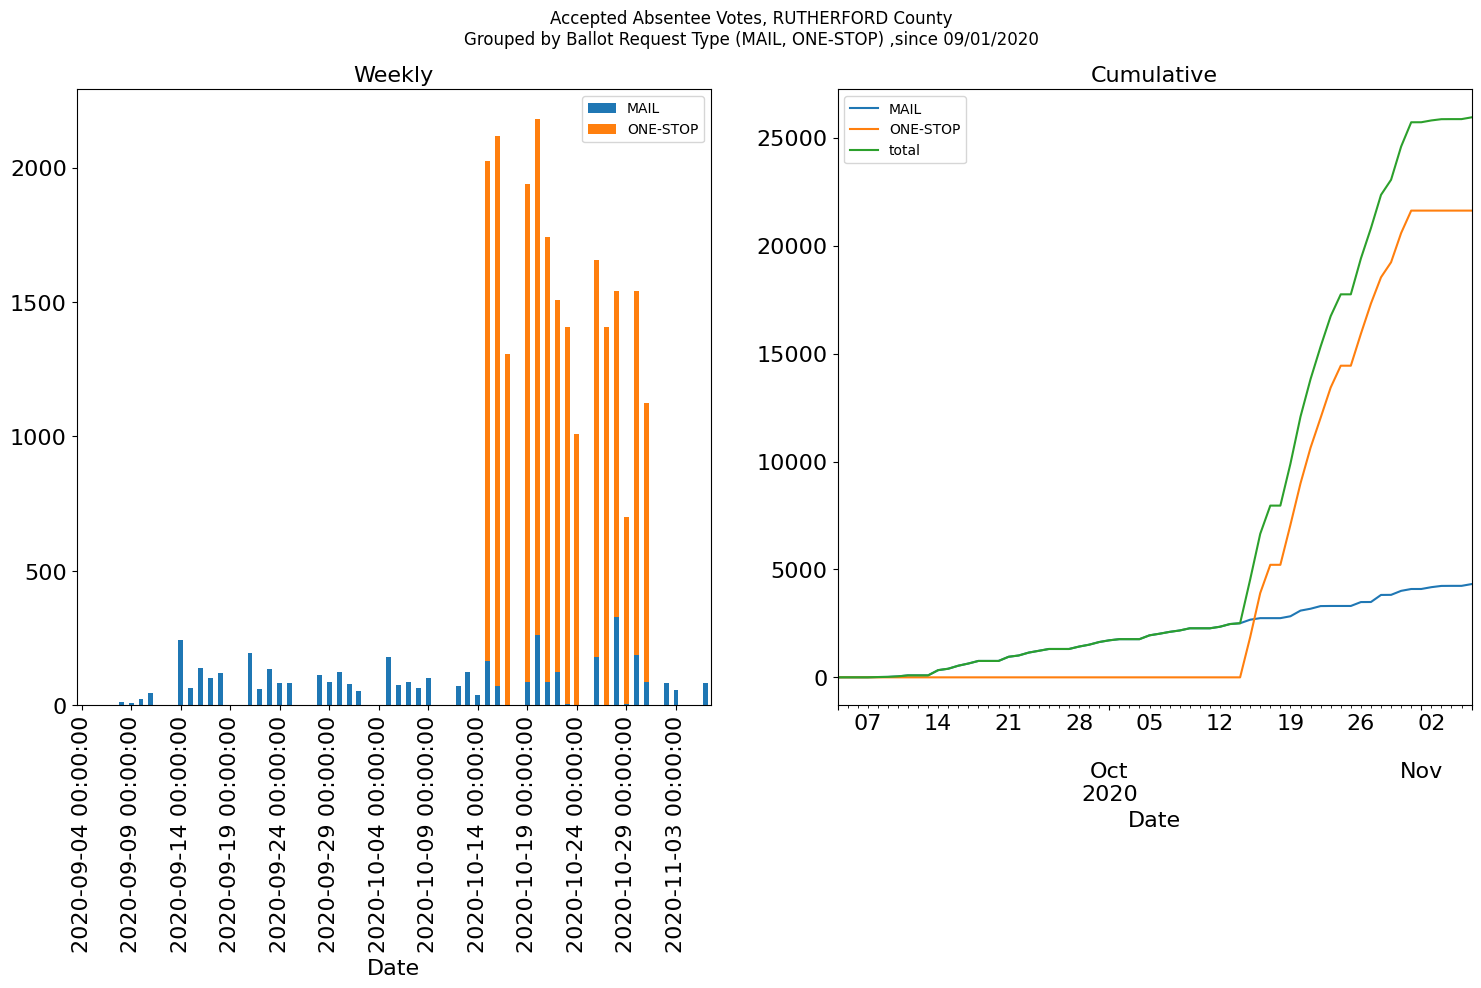 Accepted Absentee Votes, RUTHERFORD County
Grouped by Ballot Request Type (MAIL, ONE-STOP) ,since 09/01/2020
Weekly
MAIL
ONE-STOP
2000
1500
1000
500
0
2020-09-04 00:00:00
2020-09-09 00:00:00
2020-09-14 00:00:00
2020-09-19 00:00:00
2020-09-24 00:00:00
2020-09-29 00:00:00
2020-10-04 00:00:00
2020-10-09 00:00:00
2020-10-14 00:00:00
2020-10-19 00:00:00
2020-10-24 00:00:00
2020-10-29 00:00:00
2020-11-03 00:00:00
Date
Cumulative
MAIL
ONE-STOP
total
25000
20000
15000
10000
5000
0
07 14 21 28 05 12 19 26 02
Oct Nov
2020
Date